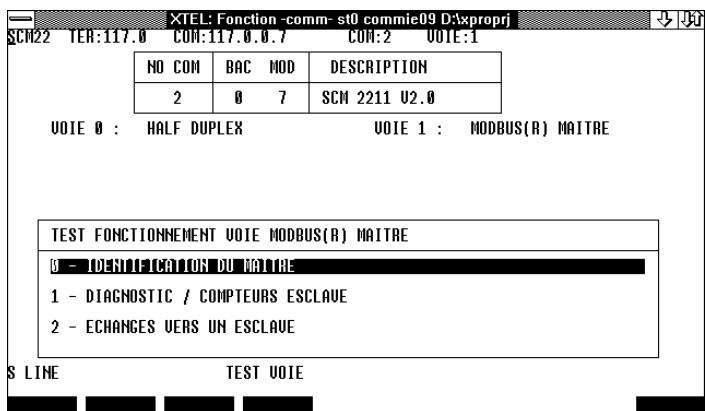 XTEL: Fonction -comm- st0 commie09 D:\xproprj
SCM22 TER:117.0 COM:117.0.0.7 COM:2 VOIE:1
NO COM BAC MOD DESCRIPTION
2 0 7 SCM 2211 V2.0
VOIE 0 : HALF DUPLEX VOIE 1 : MODBUS(R) MAITRE
TEST FONCTIONNEMENT VOIE MODBUS(R) MAITRE
0 - IDENTIFICATION DU MAITRE
1 - DIAGNOSTIC / COMPTEURS ESCLAVE
2 - ECHANGES VERS UN ESCLAVE
S LINE TEST VOIE